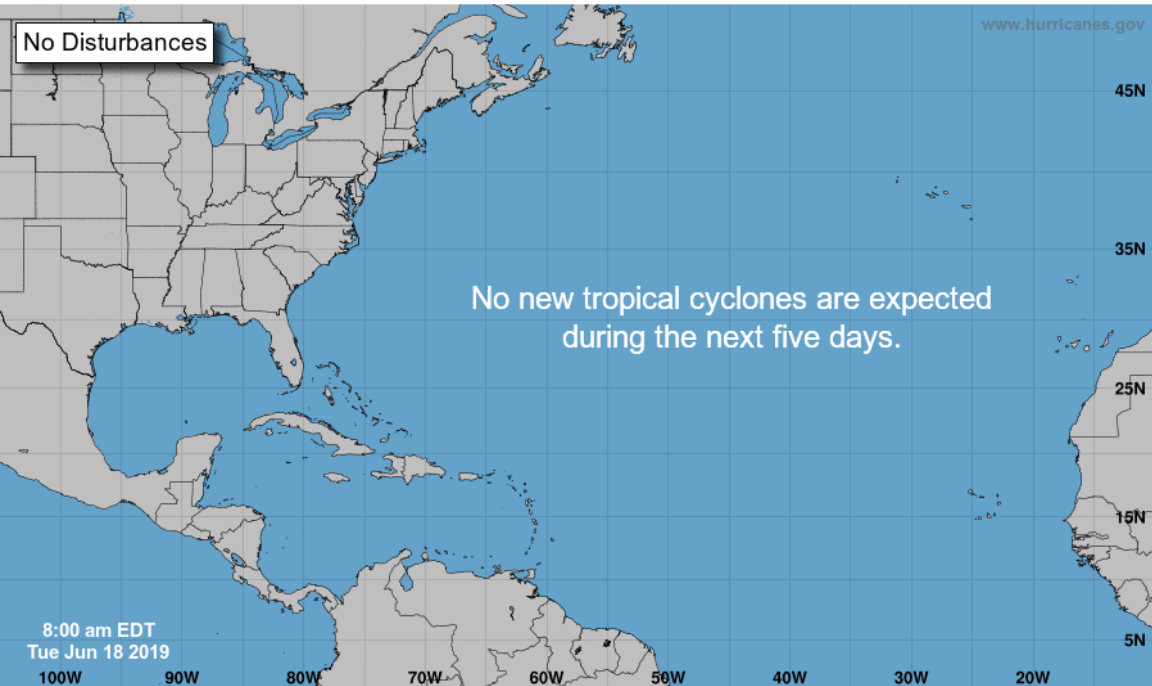 No Disturbances
www.hurricanes.gov
45N
35N
No new tropical cyclones are expected
during the next five days.
25N
15N
8:00 am EDT
Tue Jun 18 2019
5N
100W 90W 80W 70W 60W 50W 40W 30W 20W